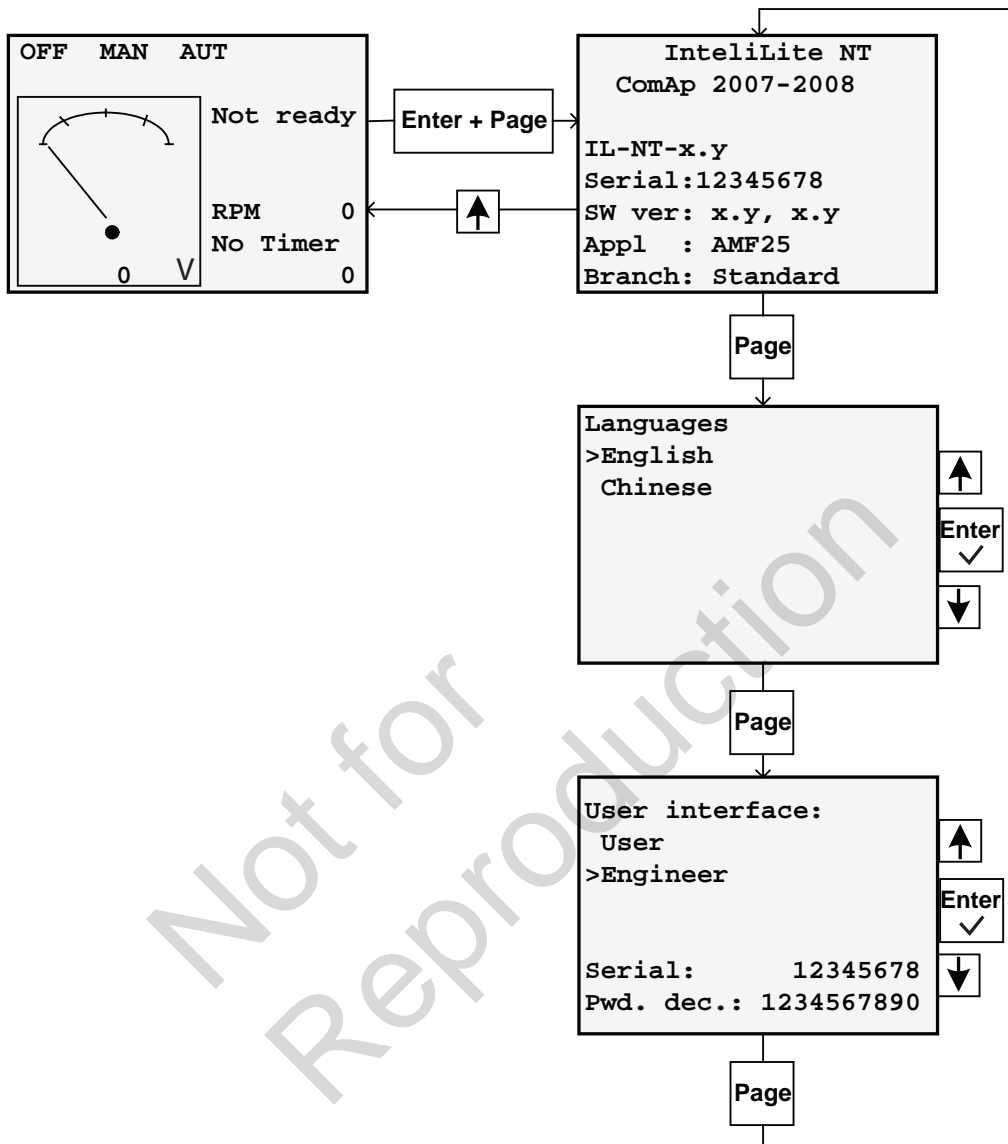 OFF MAN AUT
Not ready
RPM 0
No Timer
0 V 0
Enter + Page
InteliLite NT
ComAp 2007-2008
IL-NT-x.y
Serial:12345678
SW ver: x.y, x.y
Appl : AMF25
Branch: Standard
Page
Languages
>English
Chinese
Enter
Page
User interface:
User
>Engineer
Serial: 12345678
Pwd. dec.: 1234567890
Enter
Page
Not for
Reproduction